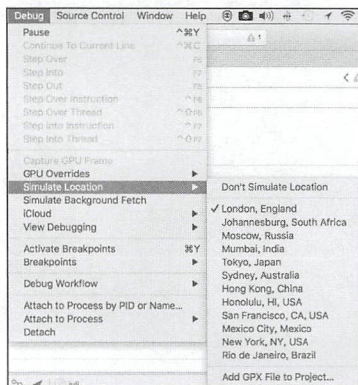 Debug Source Control Window Help
Pause ^⌘Y
1
Continue To Current Line ^⌘C
Step Over F6
Step Into F7
Step Out F8
Step Over Instruction ^F6
Step Over Thread ^⇧F6
Step Into Instruction ^F7
Step Into Thread ^⇧F7
Capture GPU Frame
GPU Overrides
Simulate Location
Simulate Background Fetch
iCloud
View Debugging
Activate Breakpoints ⌘Y
Breakpoints
Debug Workflow
Attach to Process by PID or Name...
Attach to Process
Detach
Don't Simulate Location
✓ London, England
Johannesburg, South Africa
Moscow, Russia
Mumbai, India
Tokyo, Japan
Sydney, Australia
Hong Kong, China
Honolulu, HI, USA
San Francisco, CA, USA
Mexico City, Mexico
New York, NY, USA
Rio de Janeiro, Brazil
Add GPX File to Project...